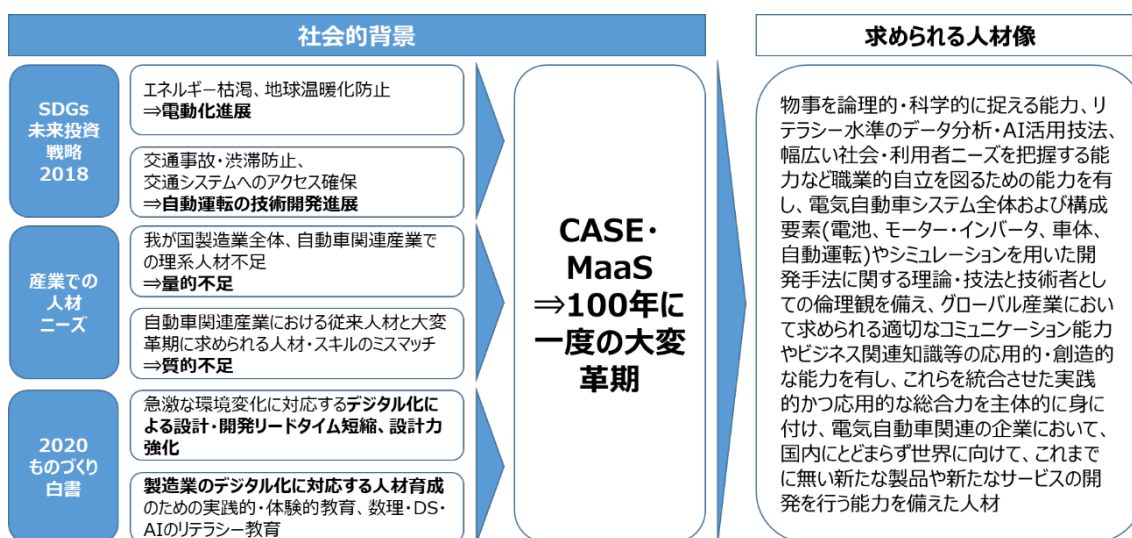 社会的背景
SDGs
未来投資
戦略
2018
エネルギー枯渇、地球温暖化防止
⇒電動化進展
交通事故・渋滞防止、
交通システムへのアクセス確保
⇒自動運転の技術開発進展
産業での
人材
ニーズ
我が国製造業全体、自動車関連産業で
の理系人材不足
⇒量的不足
自動車関連産業における従来人材と大変
革期に求められる人材・スキルのミスマッチ
⇒質的不足
2020
ものづくり
白書
急激な環境変化に対応するデジタル化に
よる設計・開発リードタイム短縮、設計力
強化
製造業のデジタル化に対応する人材育成
のための実践的・体験的教育、数理・DS・
AIのリテラシー教育
CASE・
MaaS
⇒100年に
一度の大変
革期
求められる人材像
物事を論理的・科学的に捉える能力、リ
テラシー水準のデータ分析・AI活用技法、
幅広い社会・利用者ニーズを把握する能
力など職業的自立を図るための能力を有
し、電気自動車システム全体および構成
要素(電池、モーター・インバータ、車体、
自動運転)やシミュレーションを用いた開
発手法に関する理論・技法と技術者とし
ての倫理観を備え、グローバル産業におい
て求められる適切なコミュニケーション能力
やビジネス関連知識等の応用的・創造的
な能力を有し、これらを統合させた実践
的かつ応用的な総合力を主体的に身に
付け、電気自動車関連の企業において、
国内にとどまらず世界に向けて、これまで
に無い新たな製品や新たなサービスの開
発を行う能力を備えた人材